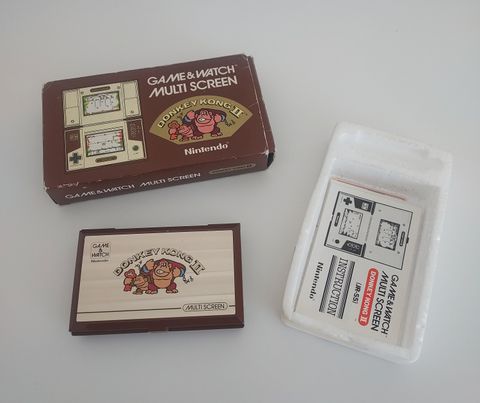 GAME & WATCH
MULTI SCREEN
DONKEY KONG II
Nintendo
GAME & WATCH MULTI SCREEN
GAME &
WATCH
Nintendo
DONKEY KONG II
MULTI SCREEN
GAME & WATCH
MULTI SCREEN
DONKEY KONG II
(JR-55)
INSTRUCTION
Nintendo